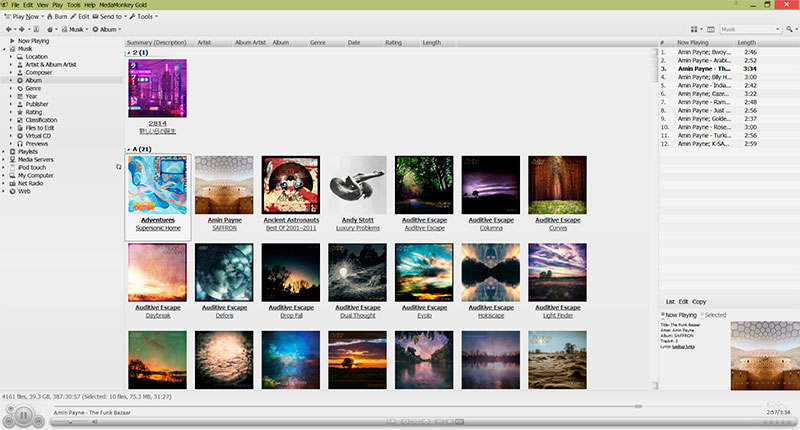 File Edit View Play Tools Help MediaMonkey Gold
Play Now Burn Edit Send to Tools
Musik Album
Musik
Now Playing
Musik
Location
Artist & Album Artist
Composer
Album
Genre
Year
Publisher
Rating
Classification
Files to Edit
Virtual CD
Previews
Playlists
Media Servers
iPod touch
My Computer
Net Radio
Web
Summary (Description) Artist Album Artist Album Genre Date Rating Length
2 (1)
2814
新しい日の誕生
A (21)
Adventures
Supersonic Home
Amin Payne
SAFFRON
Ancient Astronauts
Best Of 2001~2011
Andy Stott
Luxury Problems
Auditive Escape
Auditive Escape
Auditive Escape
Columna
Auditive Escape
Curves
Auditive Escape
Daybreak
Auditive Escape
Deforis
Auditive Escape
Drop Fall
Auditive Escape
Dual Thought
Auditive Escape
Evolo
Auditive Escape
Holoscape
Auditive Escape
Light Finder
# Now Playing Length
1. Amin Payne; Bwoy... 2:46
2. Amin Payne - Arabi... 2:52
3. Amin Payne - Th... 3:34
4. Amin Payne; Billy H... 3:00
5. Amin Payne - India... 2:42
6. Amin Payne; Caze... 3:22
7. Amin Payne - Ram... 2:48
8. Amin Payne - Just ... 2:56
9. Amin Payne; Golde... 2:37
10. Amin Payne - Rose... 3:00
11. Amin Payne - Turki... 2:52
12. Amin Payne; K-SA... 2:59
List Edit Copy
Now Playing Selected
Title: The Funk Bazaar
Artist: Amin Payne
Album: SAFFRON
Track#: 3
Lyrics: Lookup lyrics
4161 files, 39.3 GB, 387:30:57 (Selected: 10 files, 75.3 MB, 31:27)
Amin Payne - The Funk Bazaar
2:57/3:34